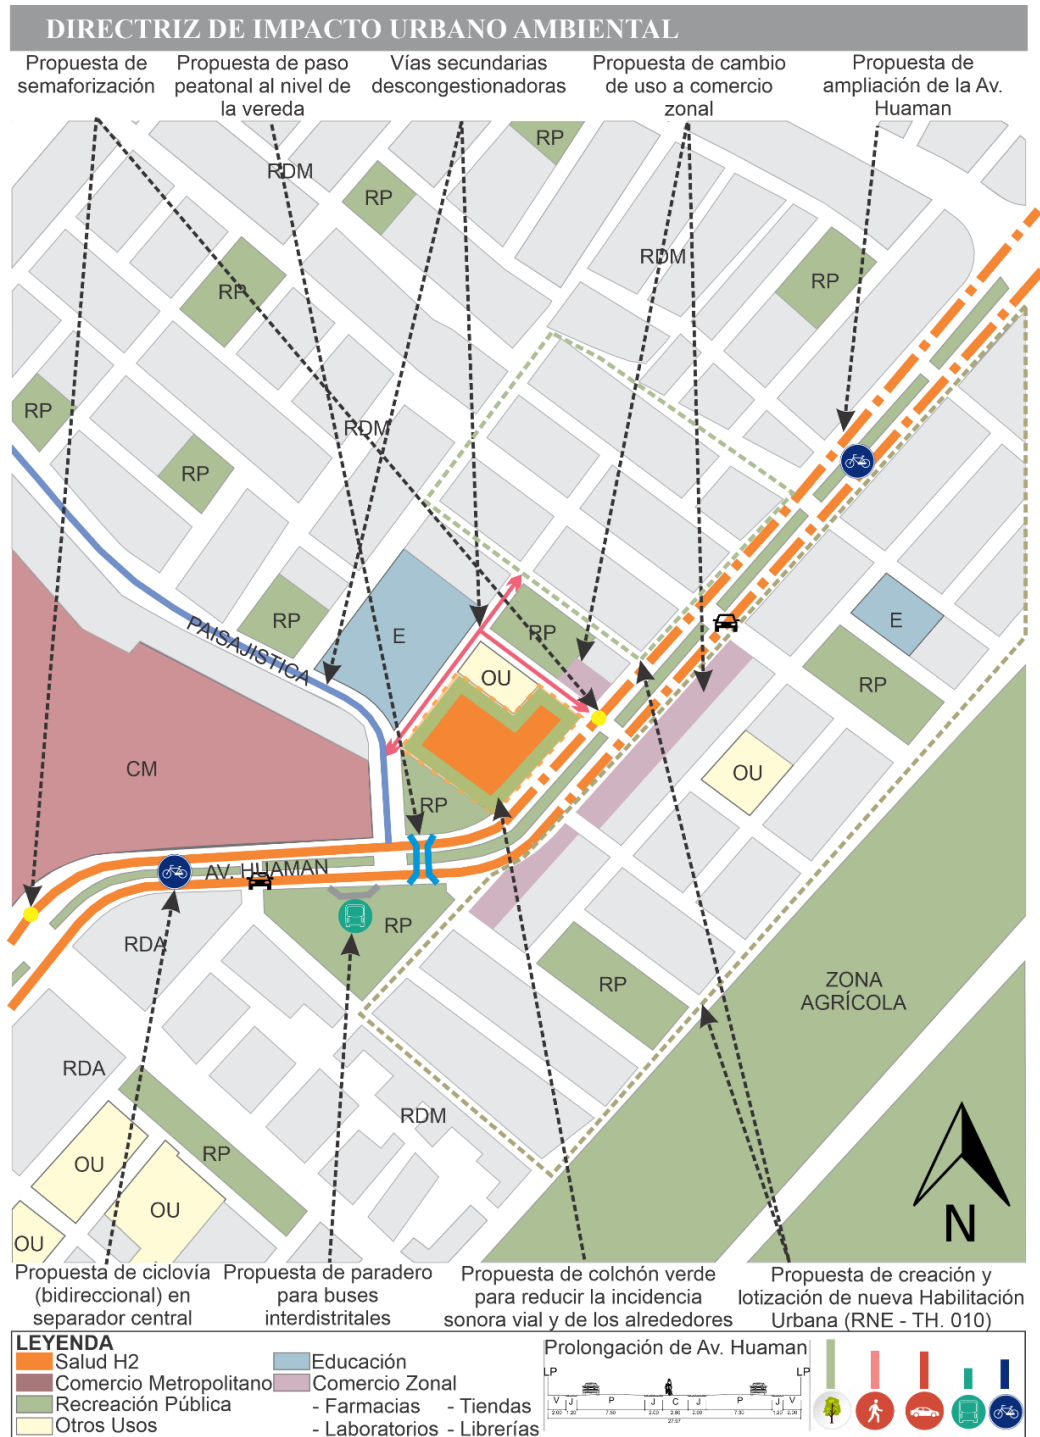 DIRECTRIZ DE IMPACTO URBANO AMBIENTAL
Propuesta de
semaforización
Propuesta de paso
peatonal al nivel de
la vereda
Vías secundarias
descongestionadoras
Propuesta de cambio
de uso a comercio
zonal
Propuesta de
ampliación de la Av.
Huaman
RP
RDM
RP
RDM
RP
RP
RP
RDM
RP
RP
E
RP
E
RP
PAISAJISTICA
OU
RP
CM
OU
RP
AV. HUAMAN
RP
RDA
RP
ZONA
AGRÍCOLA
RDA
RDM
RP
OU
OU
OU
N
Propuesta de ciclovía
(bidireccional) en
separador central
Propuesta de paradero
para buses
interdistritales
Propuesta de colchón verde
para reducir la incidencia
sonora vial y de los alrededores
Propuesta de creación y
lotización de nueva Habilitación
Urbana (RNE - TH. 010)
LEYENDA
Salud H2
Comercio Metropolitano
Recreación Pública
Otros Usos
Educación
Comercio Zonal
- Farmacias - Tiendas
- Laboratorios - Librerías
Prolongación de Av. Huaman
LP LP
V J P J C J P J V